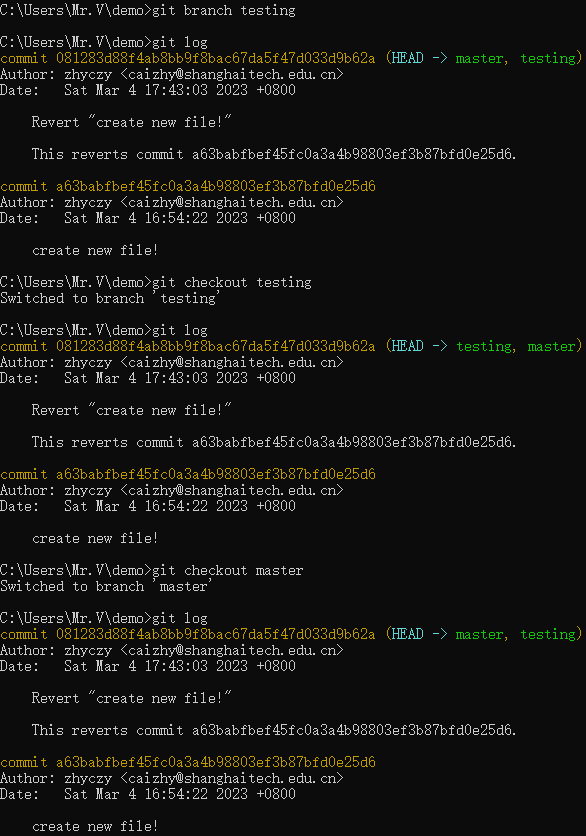 C:\Users\Mr.V\demo>git branch testing
C:\Users\Mr.V\demo>git log
commit 081283d88f4ab8bb9f8bac67da5f47d033d9b62a (HEAD -> master, testing)
Author: zhyczy <caizhy@shanghaitech.edu.cn>
Date:   Sat Mar 4 17:43:03 2023 +0800
Revert "create new file!"
This reverts commit a63babfbef45fc0a3a4b98803ef3b87bfd0e25d6.
commit a63babfbef45fc0a3a4b98803ef3b87bfd0e25d6
Author: zhyczy <caizhy@shanghaitech.edu.cn>
Date:   Sat Mar 4 16:54:22 2023 +0800
create new file!
C:\Users\Mr.V\demo>git checkout testing
Switched to branch 'testing'
C:\Users\Mr.V\demo>git log
commit 081283d88f4ab8bb9f8bac67da5f47d033d9b62a (HEAD -> testing, master)
Author: zhyczy <caizhy@shanghaitech.edu.cn>
Date:   Sat Mar 4 17:43:03 2023 +0800
Revert "create new file!"
This reverts commit a63babfbef45fc0a3a4b98803ef3b87bfd0e25d6.
commit a63babfbef45fc0a3a4b98803ef3b87bfd0e25d6
Author: zhyczy <caizhy@shanghaitech.edu.cn>
Date:   Sat Mar 4 16:54:22 2023 +0800
create new file!
C:\Users\Mr.V\demo>git checkout master
Switched to branch 'master'
C:\Users\Mr.V\demo>git log
commit 081283d88f4ab8bb9f8bac67da5f47d033d9b62a (HEAD -> master, testing)
Author: zhyczy <caizhy@shanghaitech.edu.cn>
Date:   Sat Mar 4 17:43:03 2023 +0800
Revert "create new file!"
This reverts commit a63babfbef45fc0a3a4b98803ef3b87bfd0e25d6.
commit a63babfbef45fc0a3a4b98803ef3b87bfd0e25d6
Author: zhyczy <caizhy@shanghaitech.edu.cn>
Date:   Sat Mar 4 16:54:22 2023 +0800
create new file!